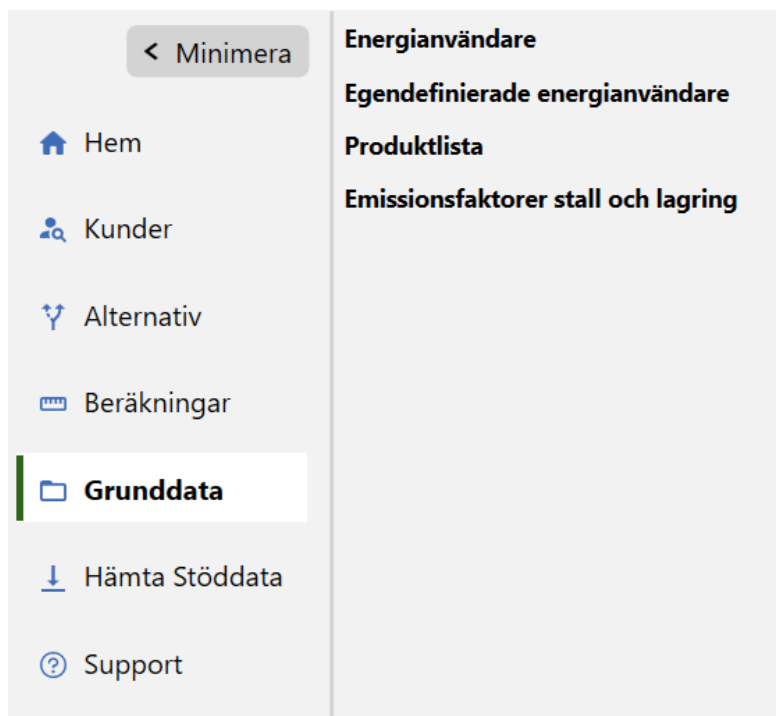 Minimera
Hem
Kunder
Alternativ
Beräkningar
Grunddata
Hämta Stöddata
Support
Energianvändare
Egendefinierade energianvändare
Produktlista
Emissionsfaktorer stall och lagring